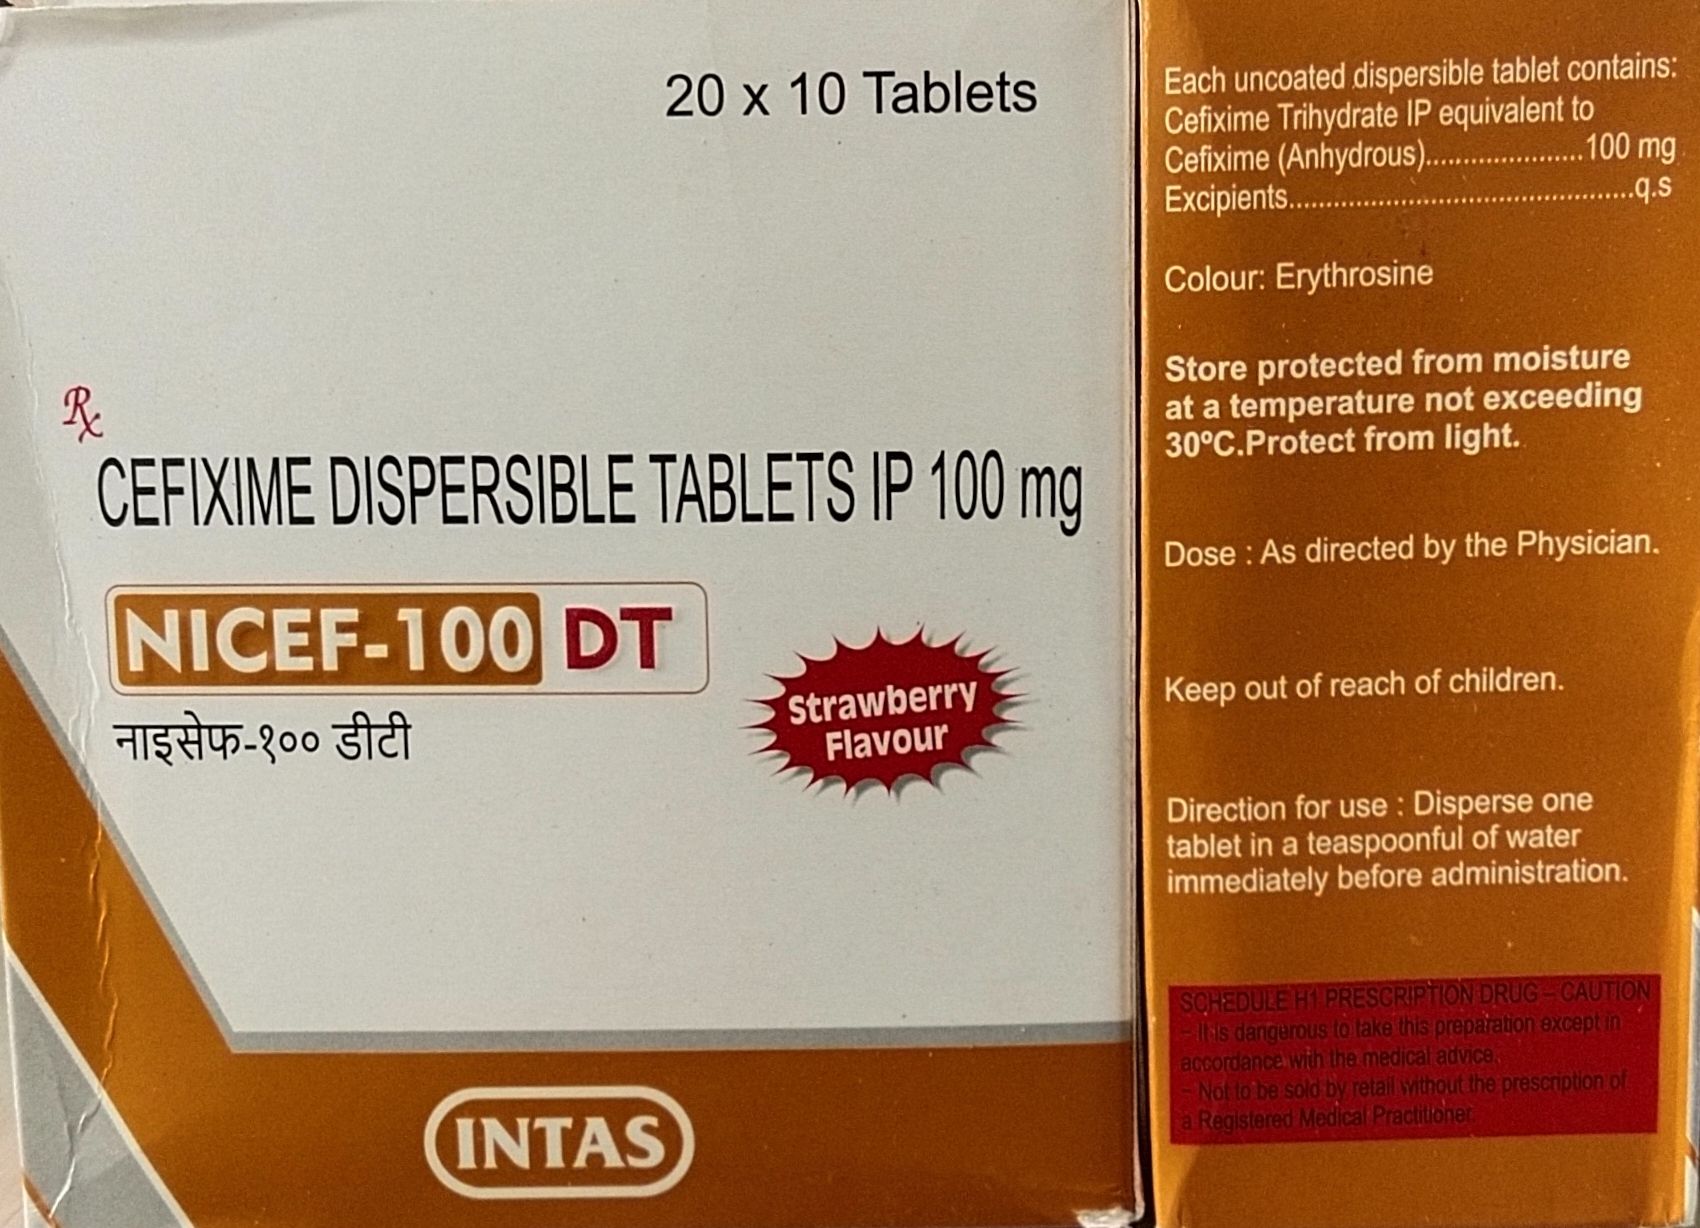 20 x 10 Tablets
Rx
CEFIXIME DISPERSIBLE TABLETS IP 100 mg
NICEF-100 DT
नाइसेफ-१०० डीटी
Strawberry
Flavour
INTAS
Each uncoated dispersible tablet contains:
Cefixime Trihydrate IP equivalent to
Cefixime (Anhydrous).....................100 mg
Excipients..............................................q.s
Colour: Erythrosine
Store protected from moisture
at a temperature not exceeding
30ºC.Protect from light.
Dose : As directed by the Physician.
Keep out of reach of children.
Direction for use : Disperse one
tablet in a teaspoonful of water
immediately before administration.
SCHEDULE H1 PRESCRIPTION DRUG – CAUTION
– It is dangerous to take this preparation except in
accordance with the medical advice.
– Not to be sold by retail without the prescription of
a Registered Medical Practitioner.